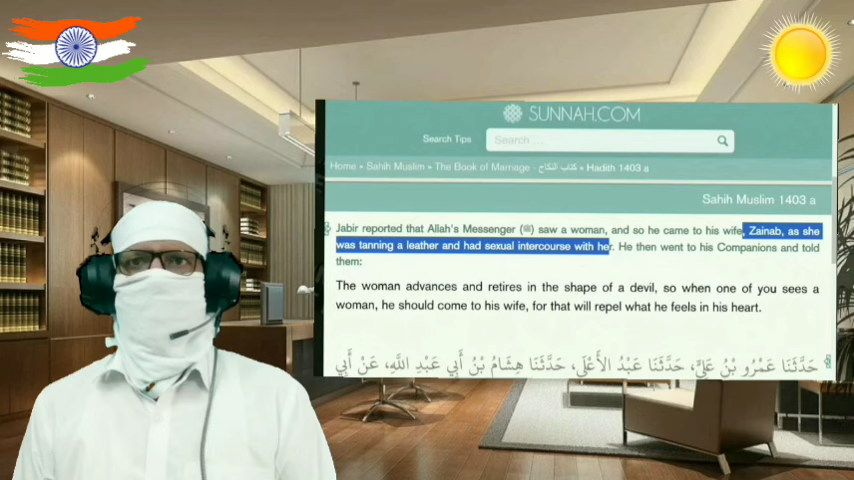 SUNNAH.COM
Search Tips
Search ...
Home » Sahih Muslim » The Book of Marriage - كتاب النكاح » Hadith 1403 a
Sahih Muslim 1403 a
Jabir reported that Allah's Messenger (ﷺ) saw a woman, and so he came to his wife, Zainab, as she
was tanning a leather and had sexual intercourse with her. He then went to his Companions and told
them:
The woman advances and retires in the shape of a devil, so when one of you sees a
woman, he should come to his wife, for that will repel what he feels in his heart.
حَدَّثَنَا عَمْرُو بْنُ عَلِيٍّ، حَدَّثَنَا عَبْدُ الأَعْلَى، حَدَّثَنَا هِشَامُ بْنُ أَبِي عَبْدِ اللَّهِ، عَنْ أَبِي